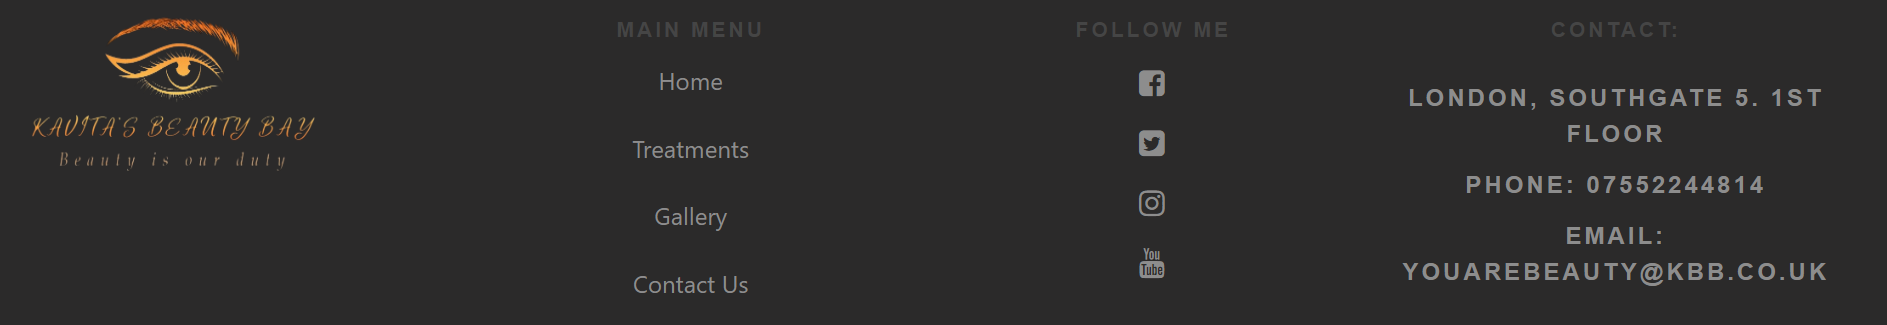 KAVITA'S BEAUTY BAY
Beauty is our duty
MAIN MENU
Home
Treatments
Gallery
Contact Us
FOLLOW ME
You
Tube
CONTACT:
LONDON, SOUTHGATE 5. 1ST
FLOOR
PHONE: 07552244814
EMAIL:
YOUAREBEAUTY@KBB.CO.UK